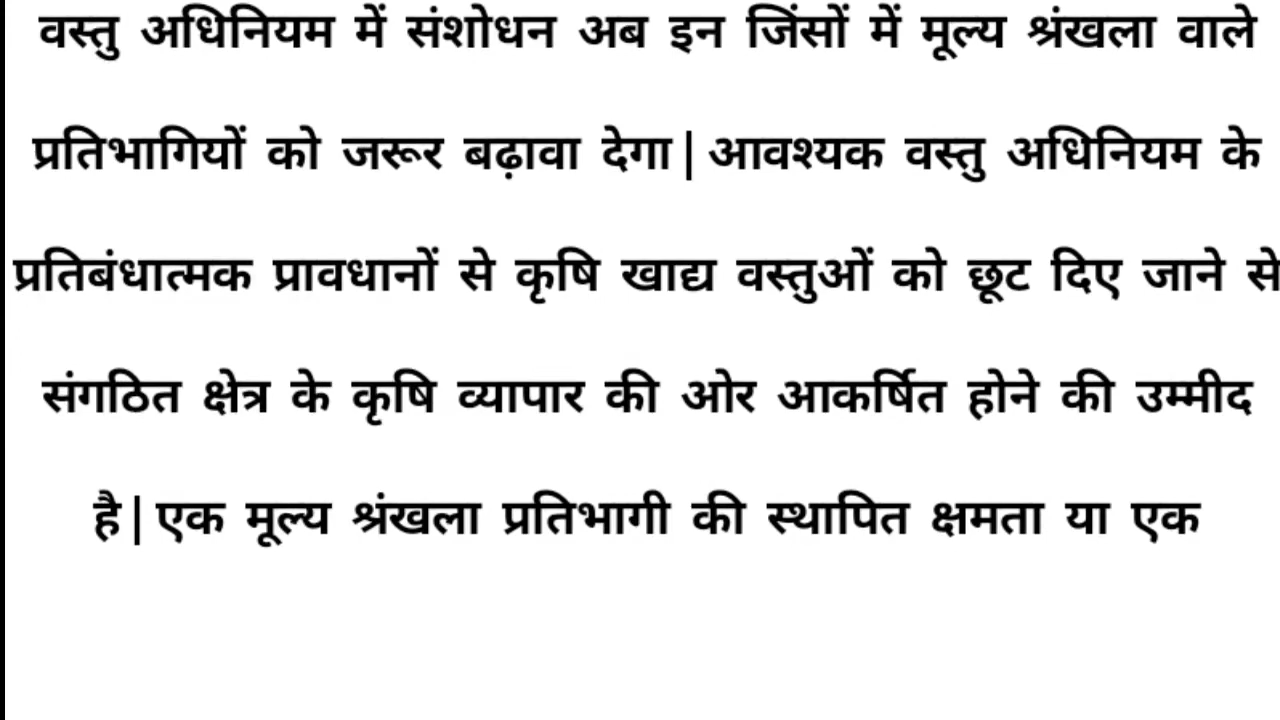 वस्तु अधिनियम में संशोधन अब इन जिंसों में मूल्य श्रंखला वाले
प्रतिभागियों को जरूर बढ़ावा देगा| आवश्यक वस्तु अधिनियम के
प्रतिबंधात्मक प्रावधानों से कृषि खाद्य वस्तुओं को छूट दिए जाने से
संगठित क्षेत्र के कृषि व्यापार की ओर आकर्षित होने की उम्मीद
है| एक मूल्य श्रंखला प्रतिभागी की स्थापित क्षमता या एक